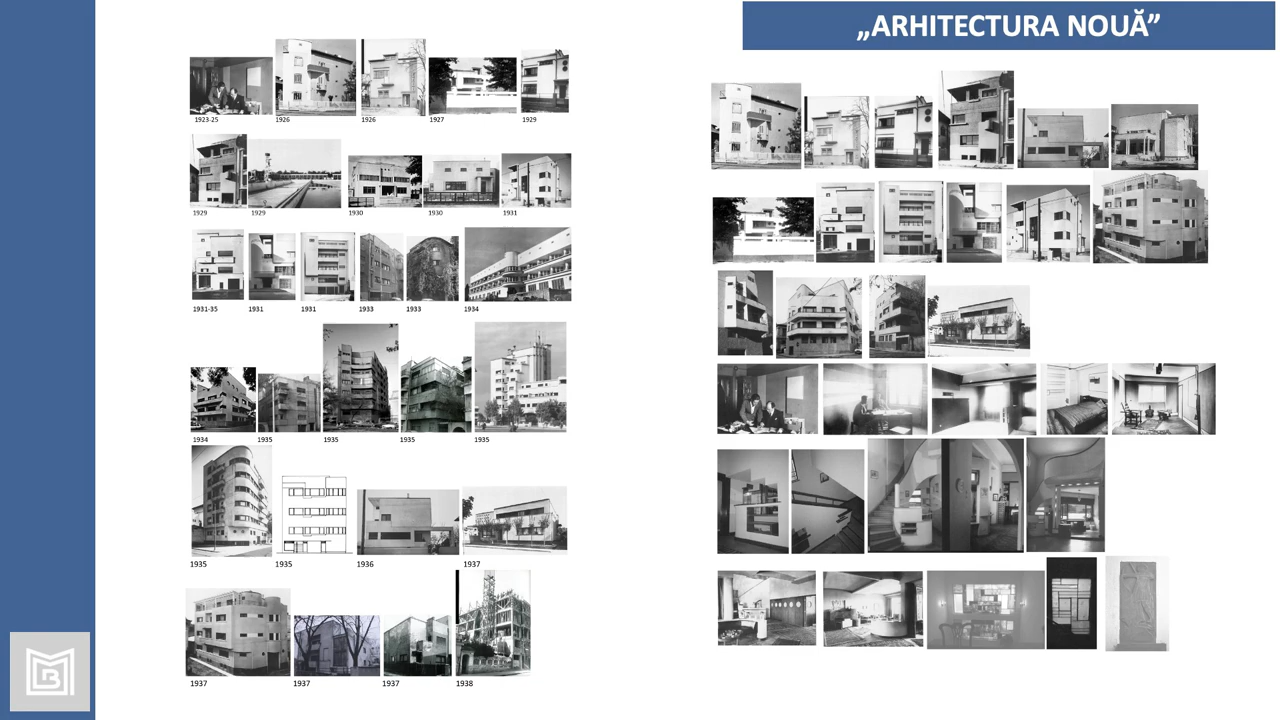 „ARHITECTURA NOUĂ”
1923-25 1926 1926 1927 1929
1929 1929 1930 1930 1931
1931-35 1931 1931 1933 1933 1934
1934 1935 1935 1935 1935
1935 1935 1936 1937
1937 1937 1937 1938